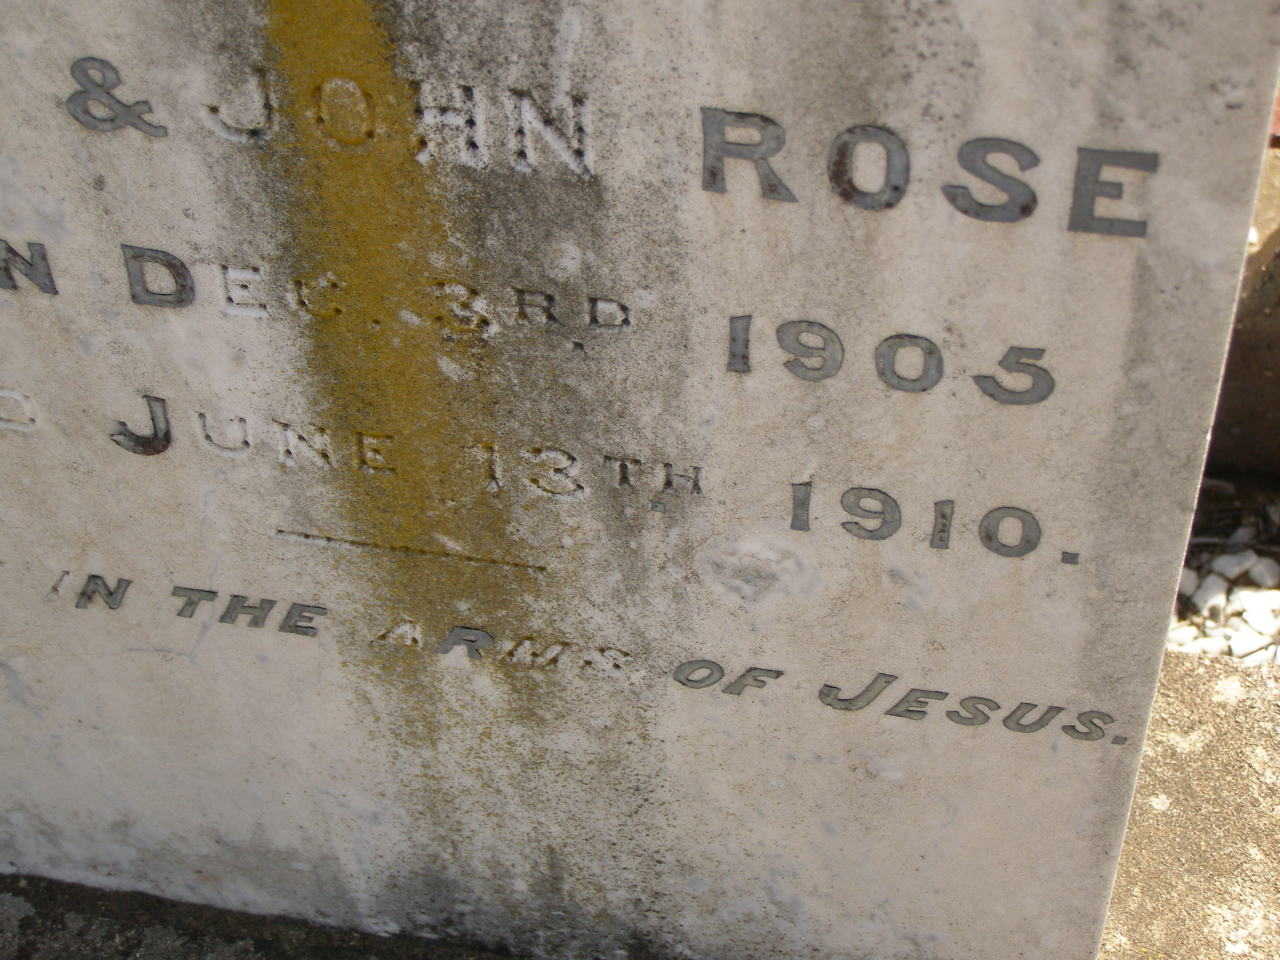 & JOHN ROSE
N DEC. 3RD. 1905
D JUNE 13TH 1910.
IN THE ARMS OF JESUS.